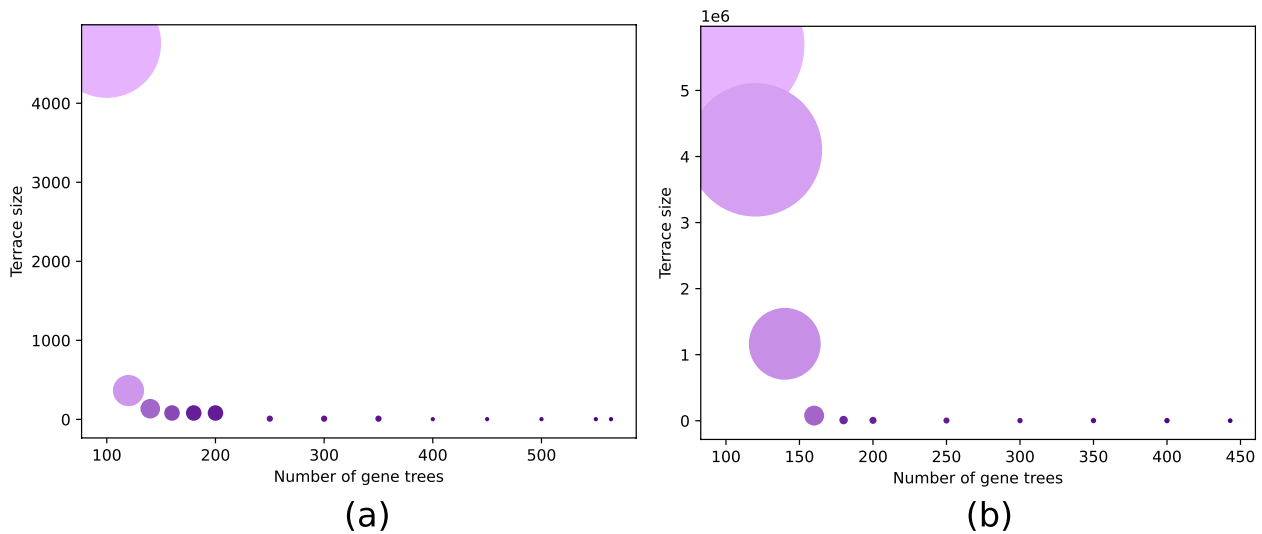 4000
3000
2000
1000
0
Terrace size
100 200 300 400 500
Number of gene trees
(a)
1e6
5
4
3
2
1
0
Terrace size
100 150 200 250 300 350 400 450
Number of gene trees
(b)